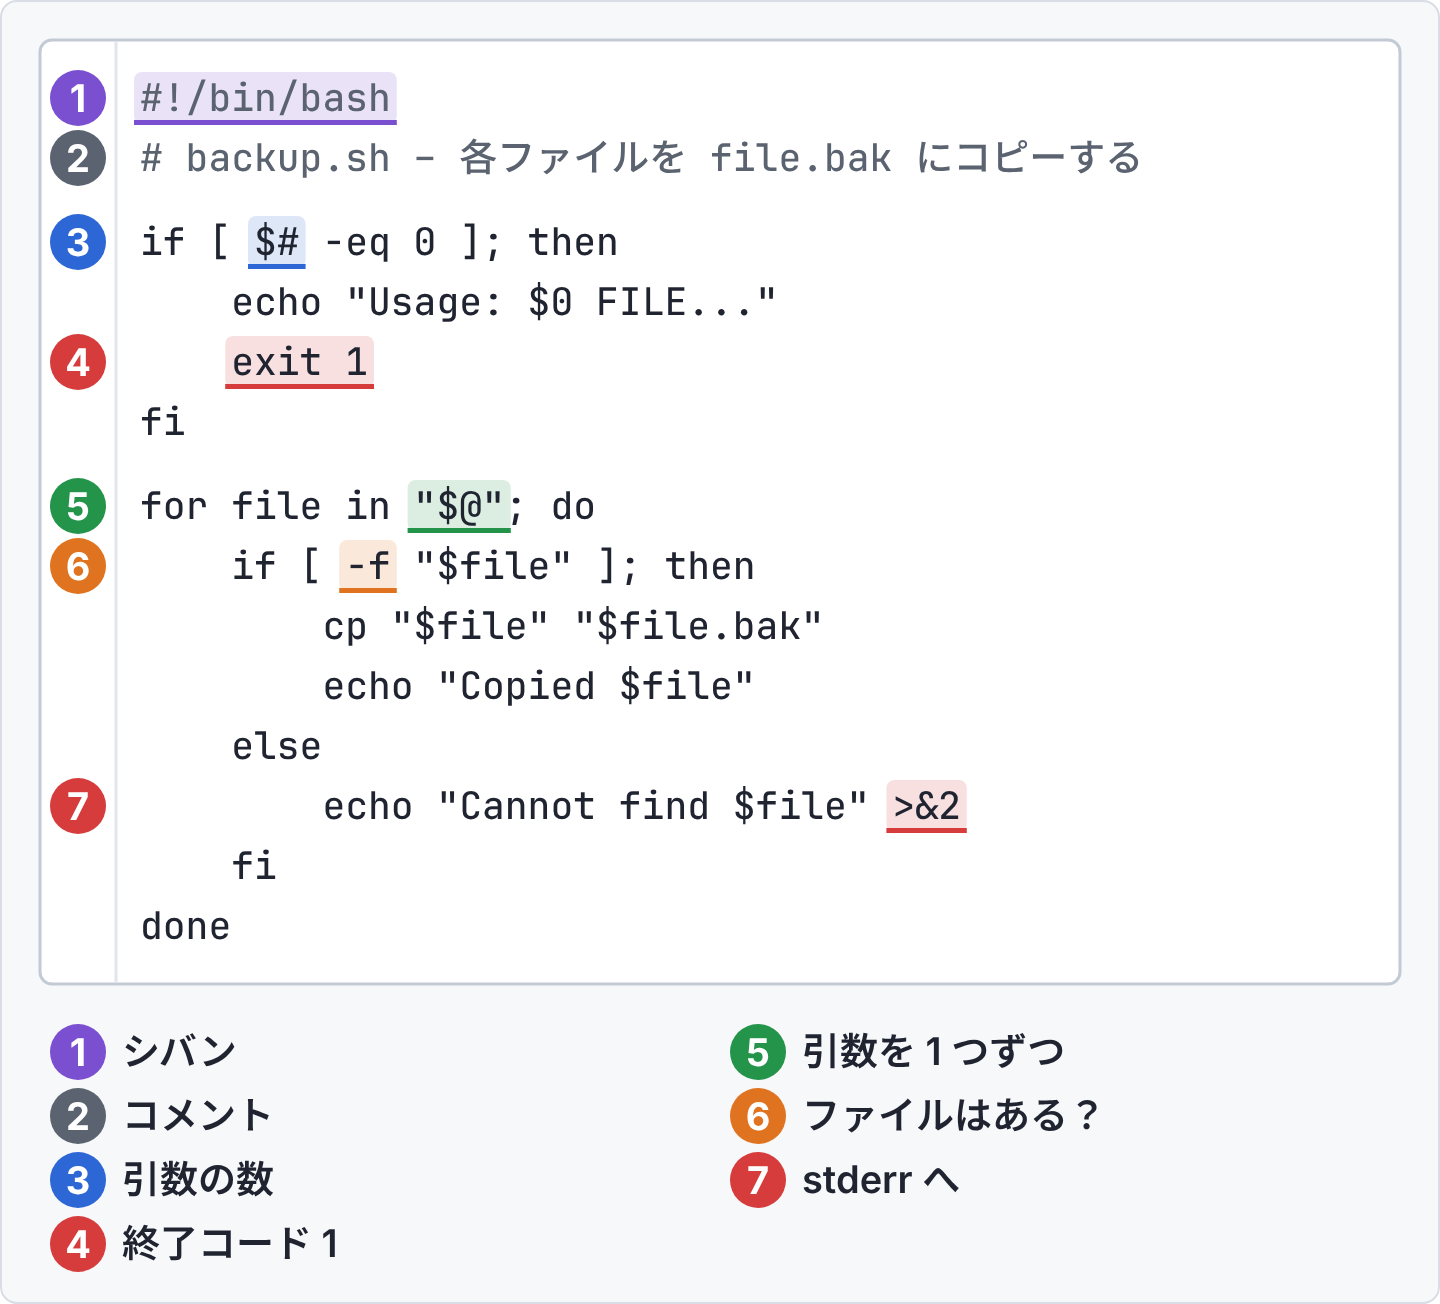 1 #!/bin/bash
2 # backup.sh – 各ファイルを file.bak にコピーする
3 if [ $# -eq 0 ]; then
echo "Usage: $0 FILE..."
4 exit 1
fi
5 for file in "$@"; do
6 if [ -f "$file" ]; then
cp "$file" "$file.bak"
echo "Copied $file"
else
7 echo "Cannot find $file" >&2
fi
done
1 シバン
2 コメント
3 引数の数
4 終了コード 1
5 引数を 1 つずつ
6 ファイルはある？
7 stderr へ